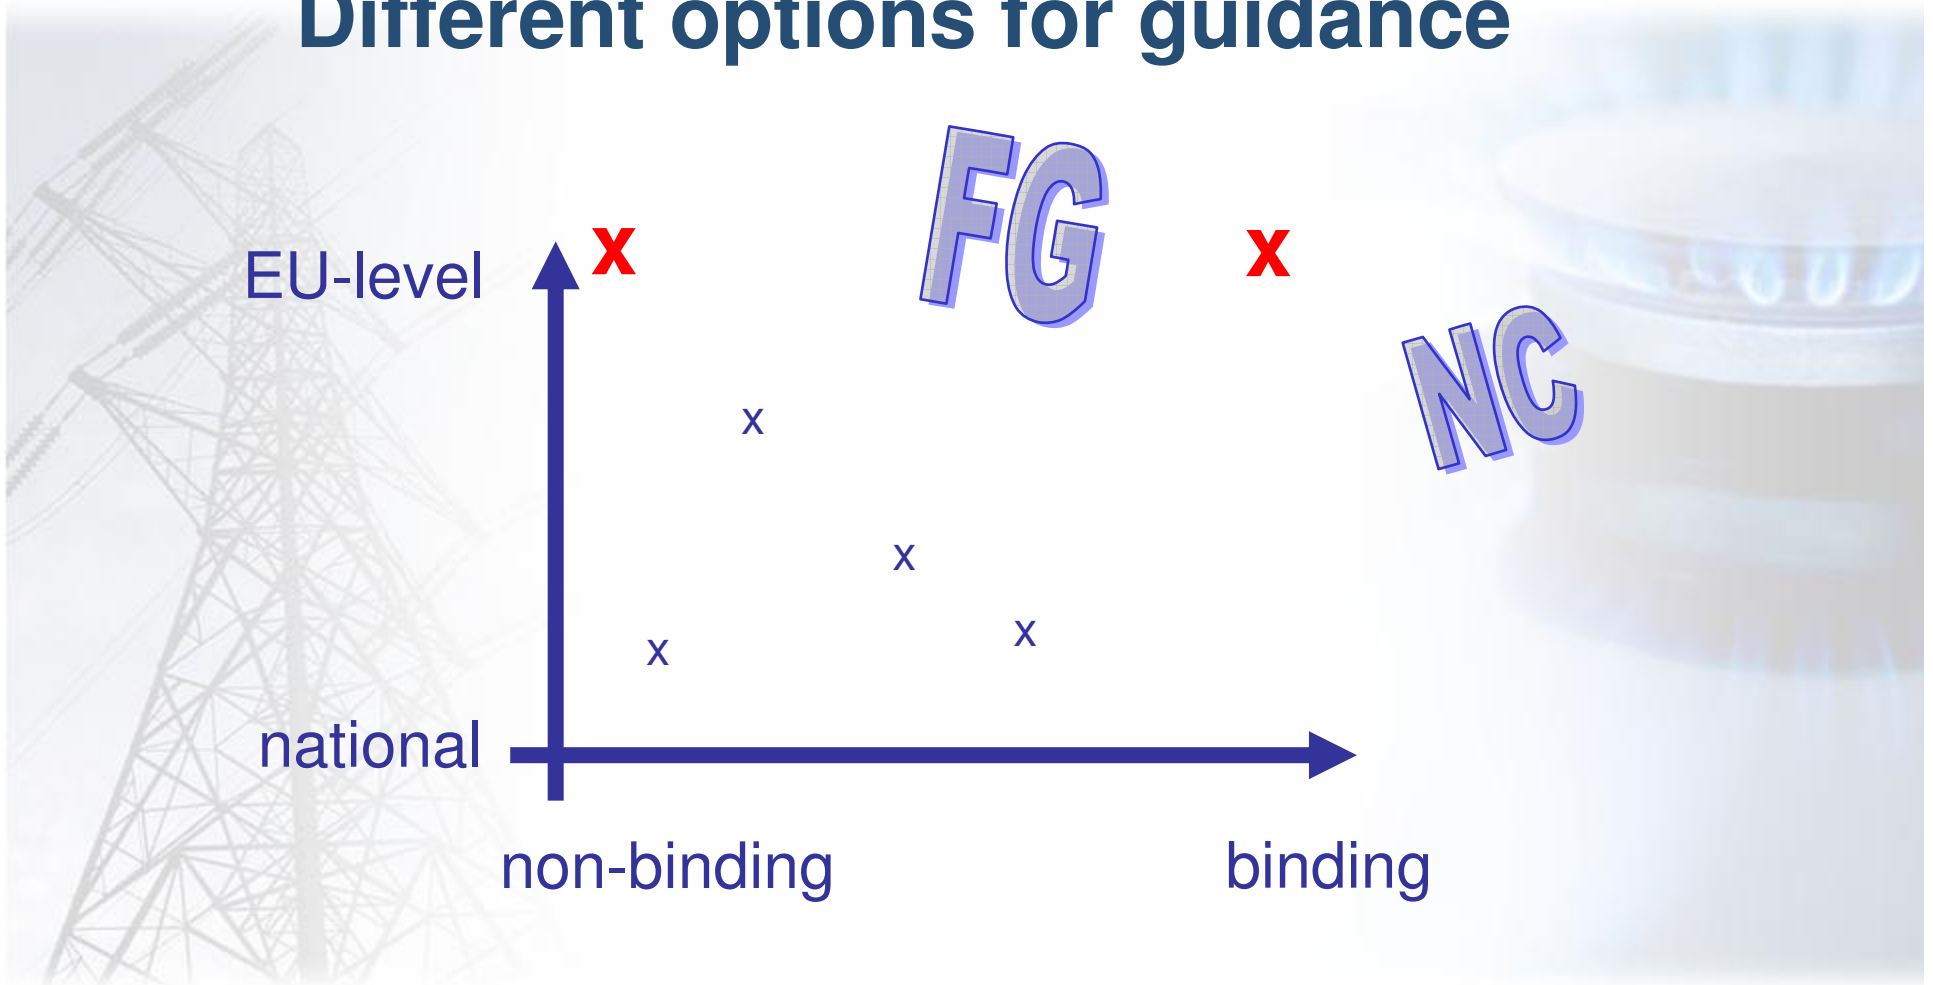 Different options for guidance
FG
EU-level
x
x
NC
x
x
x
x
national
non-binding
binding